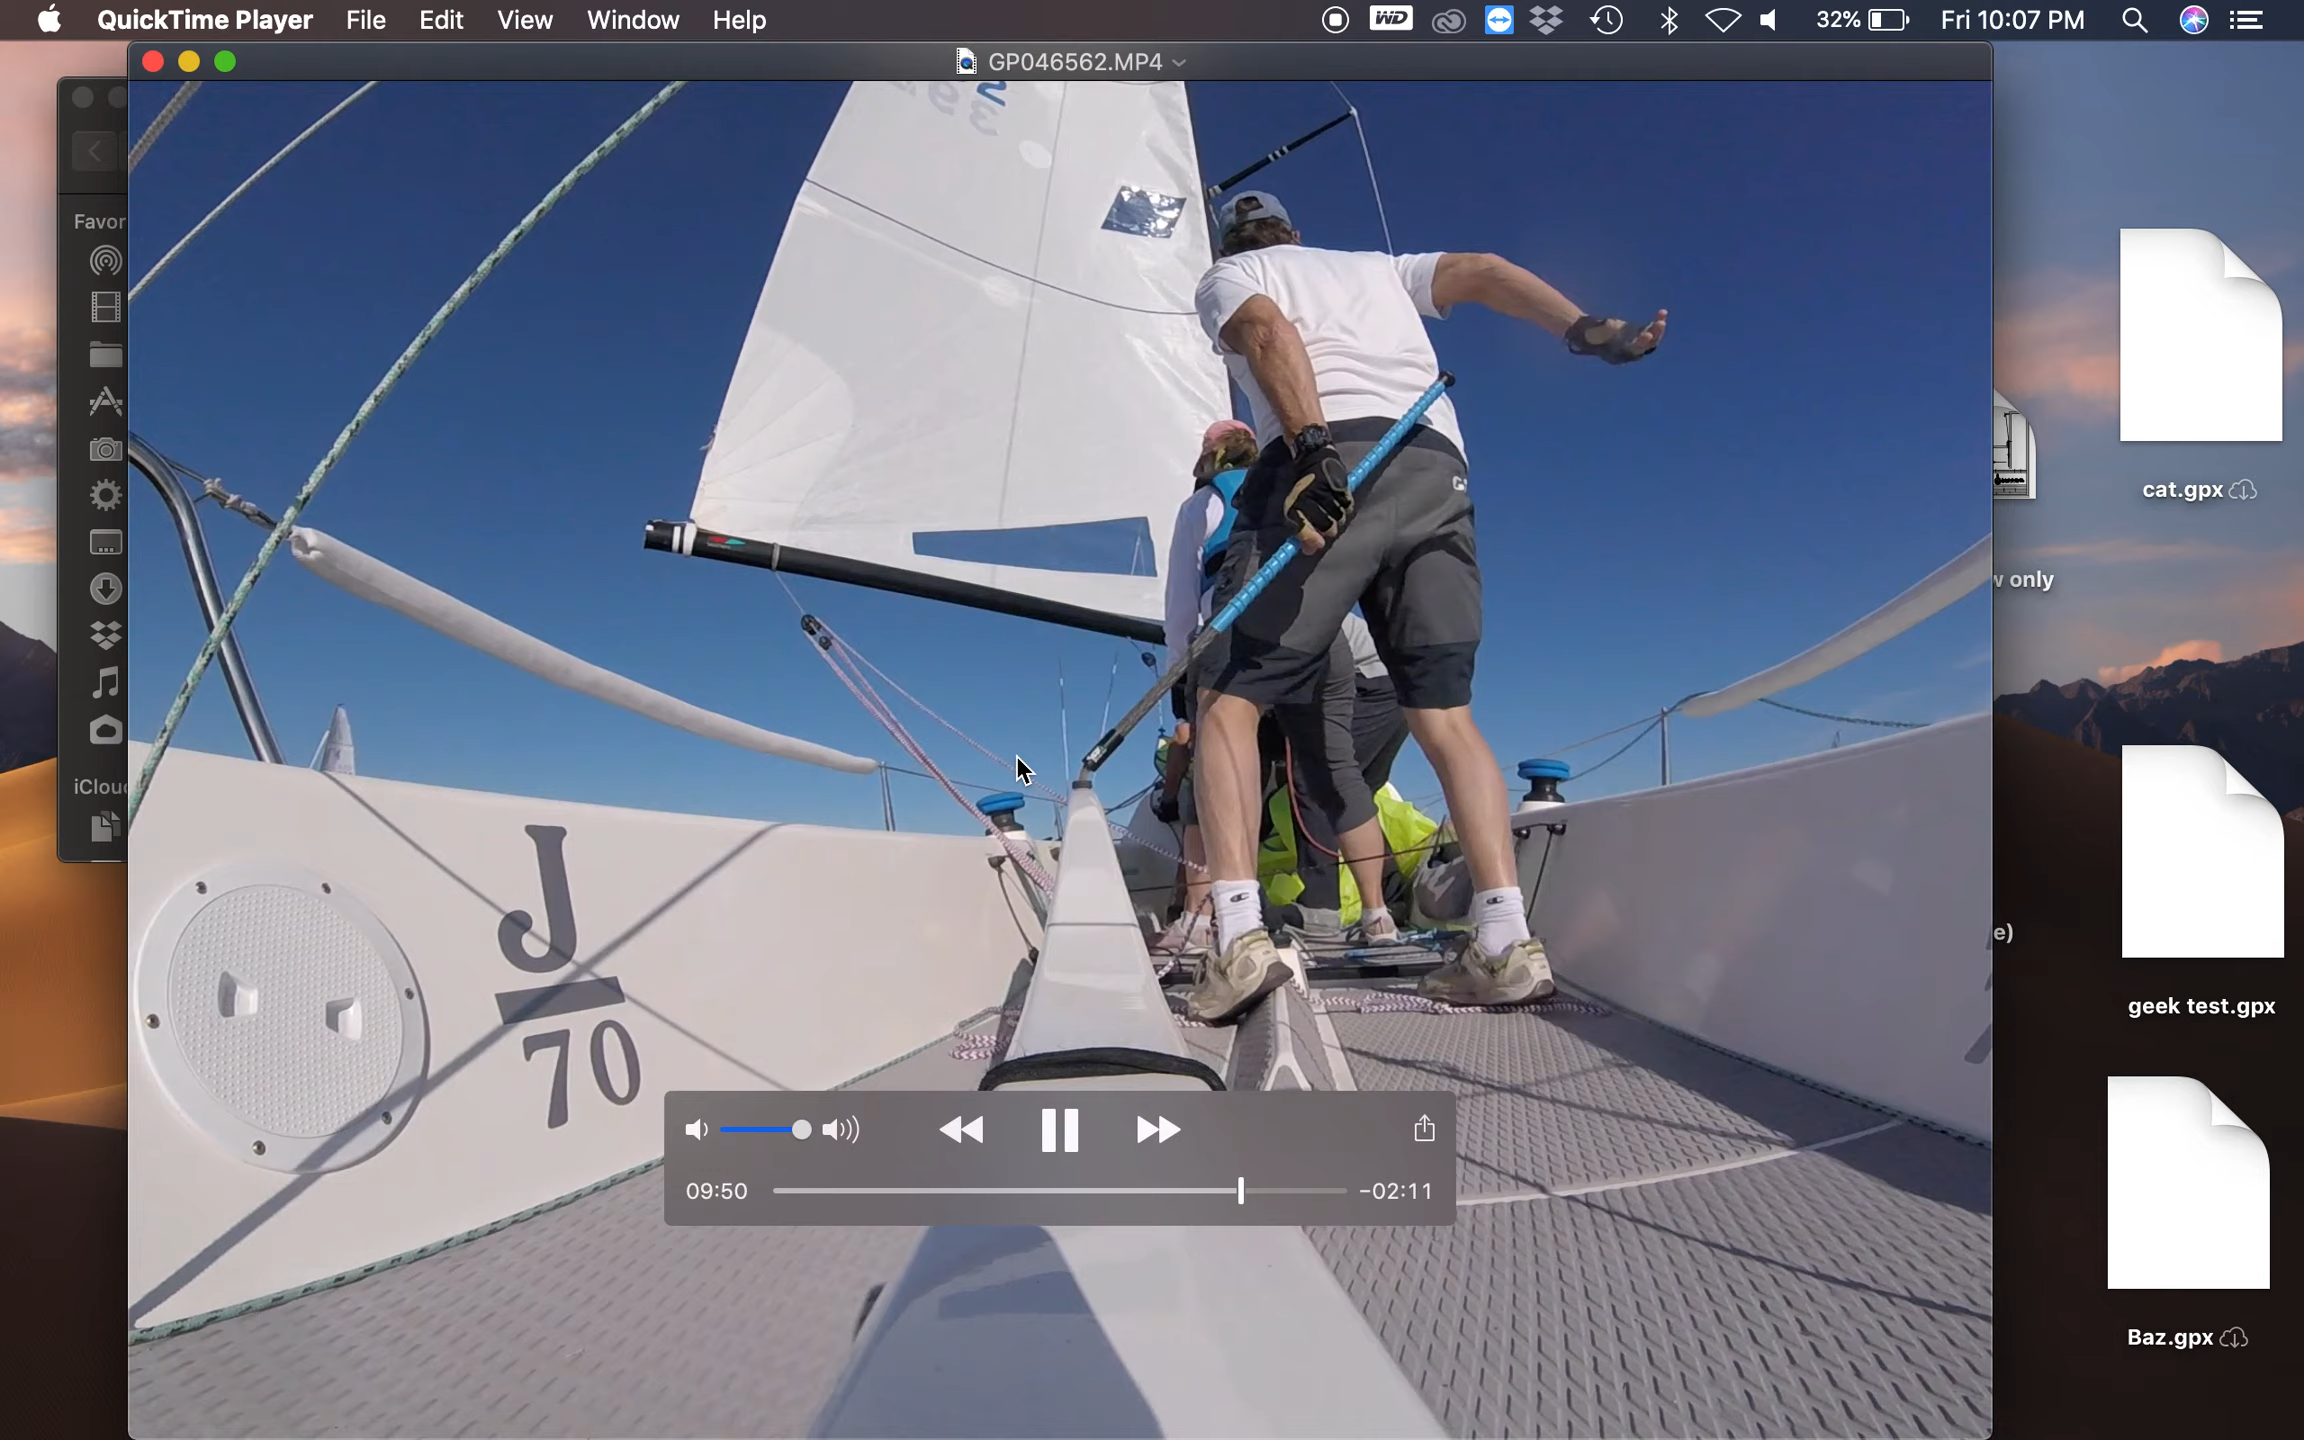 QuickTime Player File Edit View Window Help WD 32% Fri 10:07 PM
GP046562.MP4
Favor
iClou
J
70
09:50 -02:11
cat.gpx
only
e)
geek test.gpx
Baz.gpx